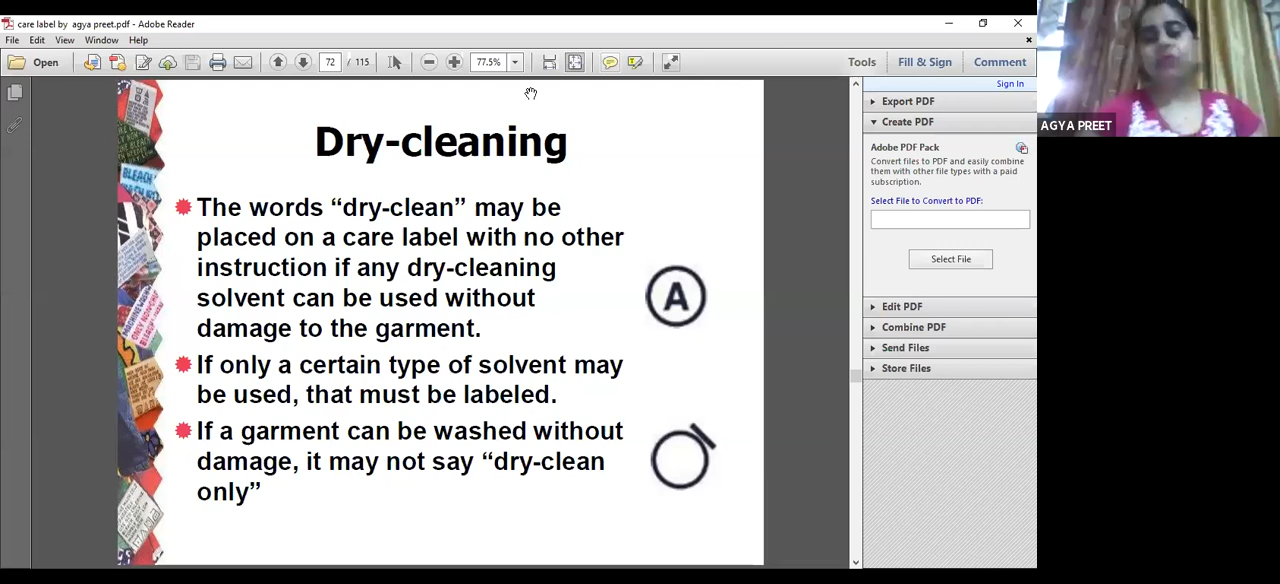 care label by agya preet.pdf - Adobe Reader
File Edit View Window Help
Open 72 / 115 77.5% Tools Fill & Sign Comment
Sign In
Export PDF
Create PDF
Adobe PDF Pack
Convert files to PDF and easily combine
them with other file types with a paid
subscription.
Select File to Convert to PDF:
Select File
Edit PDF
Combine PDF
Send Files
Store Files
AGYA PREET
Dry-cleaning
The words “dry-clean” may be
placed on a care label with no other
instruction if any dry-cleaning
solvent can be used without
damage to the garment.
A
If only a certain type of solvent may
be used, that must be labeled.
If a garment can be washed without
damage, it may not say “dry-clean
only”
BLEACH